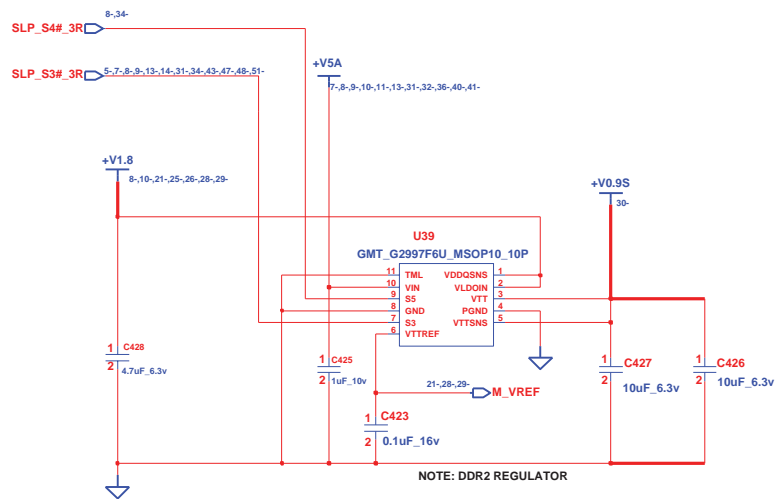 8-,34-
SLP_S4#_3R
SLP_S3#_3R
5-,7-,8-,9-,13-,14-,31-,34-,43-,47-,48-,51-
+V5A
7-,8-,9-,10-,11-,13-,31-,32-,36-,40-,41-
+V1.8
8-,10-,21-,25-,26-,28-,29-
+V0.9S
30-
U39
GMT_G2997F6U_MSOP10_10P
11 TML VDDQSNS 1
10 VIN VLDOIN 2
9 S5 VTT 3
8 GND PGND 4
7 S3 VTTSNS 5
6 VTTREF
1 C428
2 4.7uF_6.3v
1 C425
2 1uF_10v
1 C427
2 10uF_6.3v
1 C426
2 10uF_6.3v
21-,28-,29-
M_VREF
1 C423
2 0.1uF_16v
NOTE: DDR2 REGULATOR